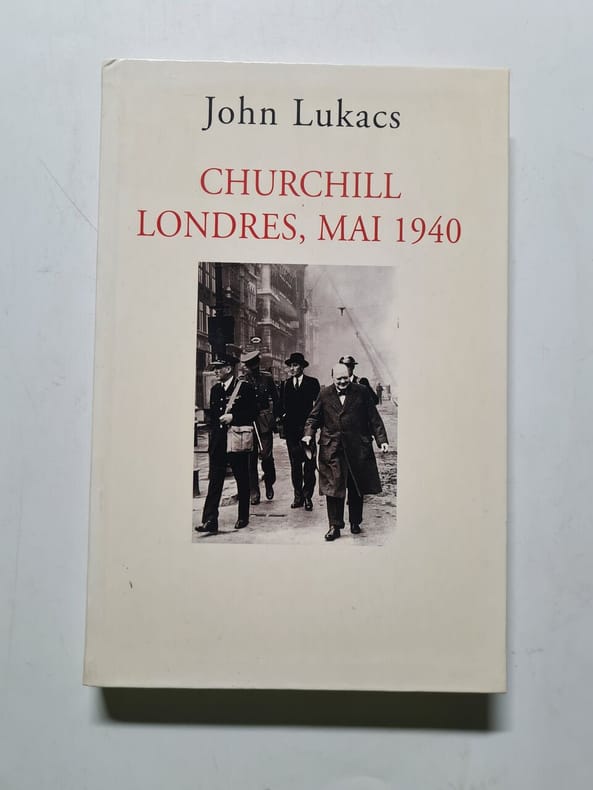 John Lukacs
CHURCHILL
LONDRES, MAI 1940